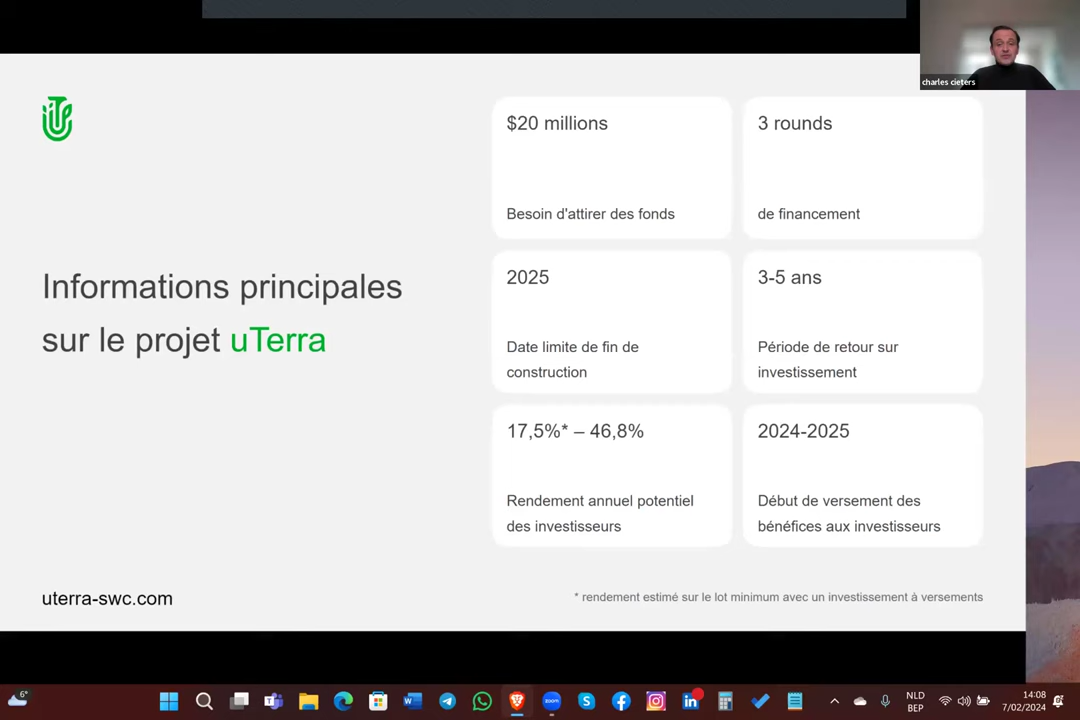 charles cieters
$20 millions
Besoin d'attirer des fonds
3 rounds
de financement
Informations principales
sur le projet uTerra
2025
Date limite de fin de
construction
3-5 ans
Période de retour sur
investissement
17,5%* – 46,8%
Rendement annuel potentiel
des investisseurs
2024-2025
Début de versement des
bénéfices aux investisseurs
uterra-swc.com
* rendement estimé sur le lot minimum avec un investissement à versements
6°
zoom
NLD
BEP
14:08
7/02/2024